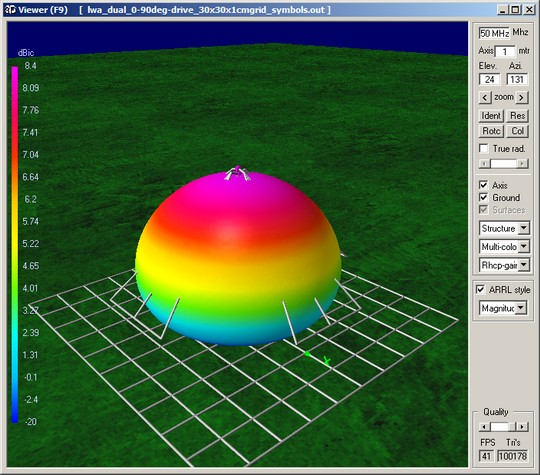 3D Viewer (F9)    [ lwa_dual_0-90deg-drive_30x30x1cmgrid_symbols.out ]
dBic
8.4
8.09
7.76
7.41
7.04
6.64
6.2
5.74
5.22
4.65
4.01
3.27
2.39
1.31
-0.1
-2.4
-20
50 MHz Mhz
Axis 1 mtr
Elev. Azi.
24 131
< zoom >
Ident Res
Rotc Col
True rad.
Axis
Ground
Surfaces
Structure
Multi-colo
Rhcp-gair
ARRL style
Magnituc
Quality
FPS Tri's
41 100178